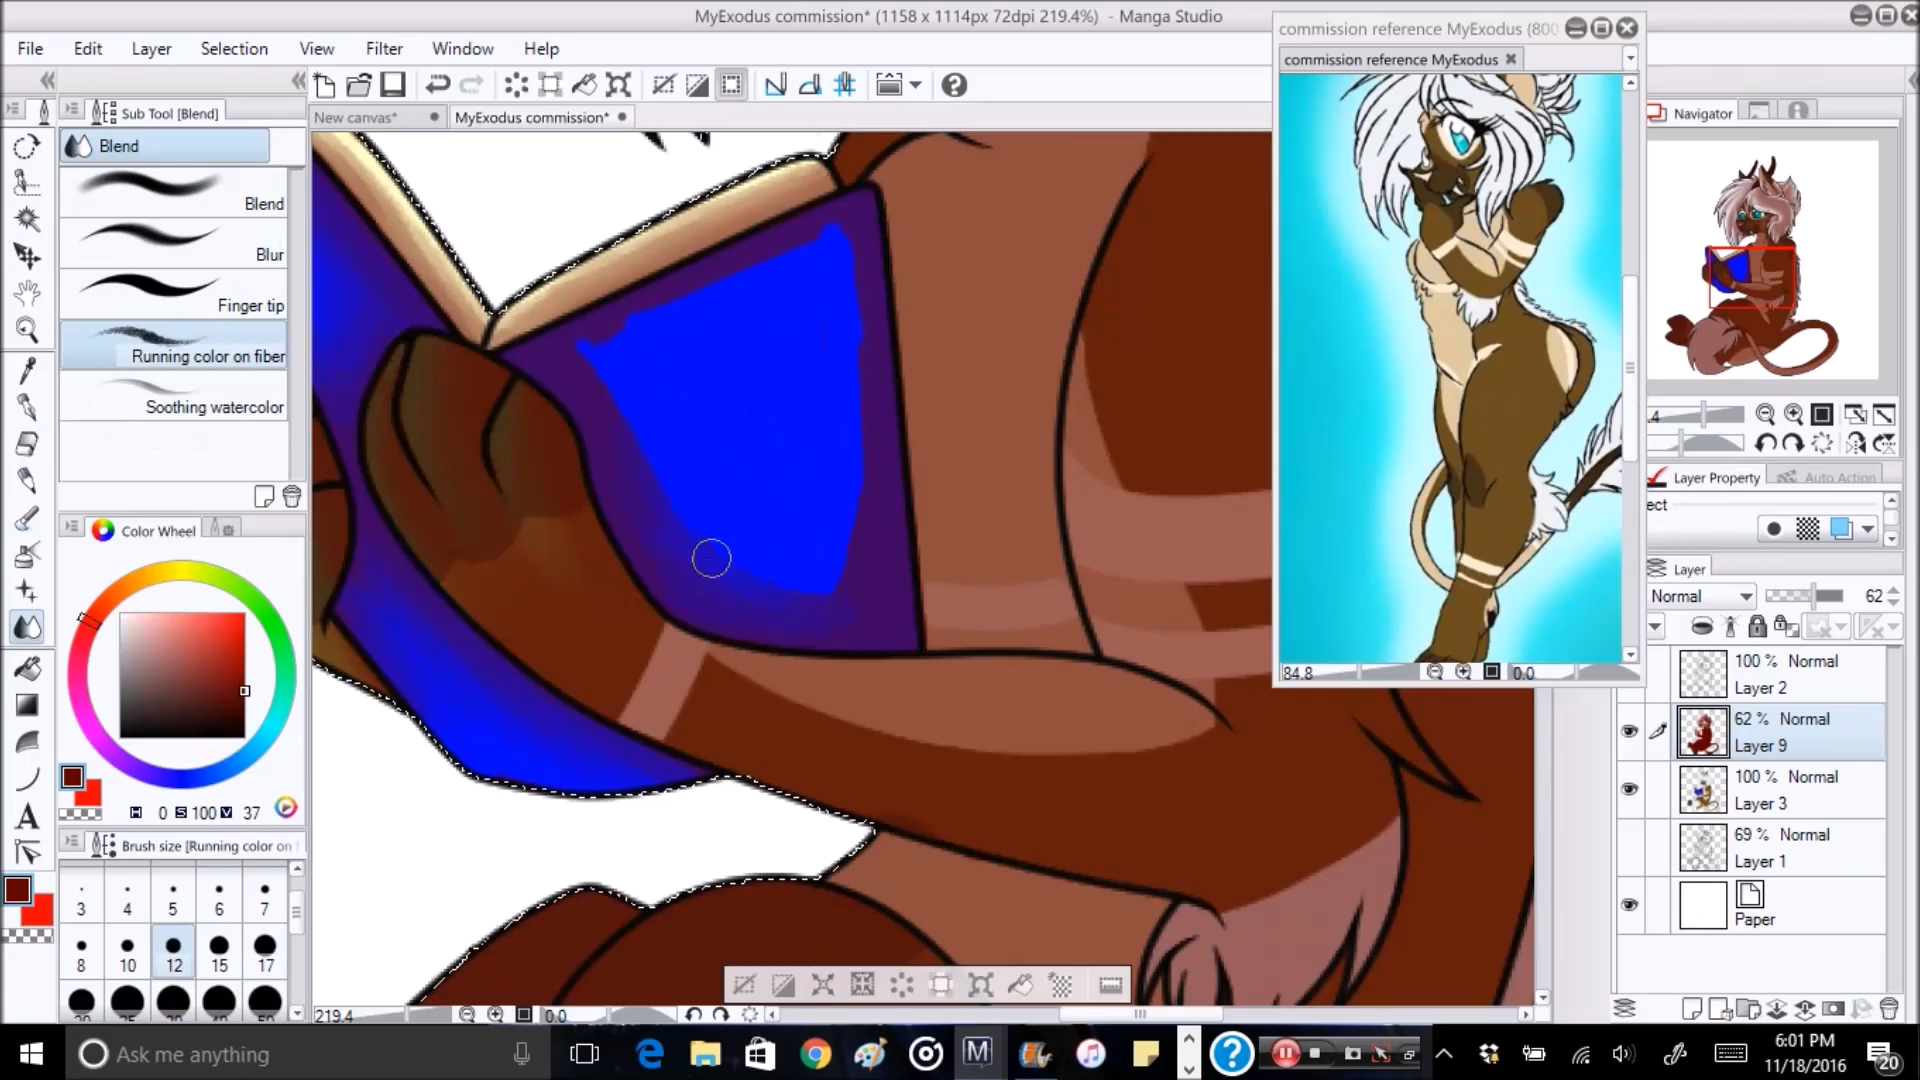 MyExodus commission* (1158 x 1114px 72dpi 219.4%)  - Manga Studio
commission reference MyExodus (800
File Edit Layer Selection View Filter Window Help
commission reference MyExodus
Sub Tool [Blend]
New canvas*
MyExodus commission*
Navigator
Blend
Blend
Blur
Finger tip
Running color on fiber
Soothing watercolor
.4
Layer Property
Auto Action
ect
Color Wheel
Layer
Normal
62
100 % Normal
Layer 2
84.8
0.0
62 % Normal
Layer 9
100 % Normal
Layer 3
H 0 S 100 V 37
69 % Normal
Layer 1
Brush size [Running color on f
3 4 5 6 7
Paper
8 10 12 15 17
219.4
0.0
Ask me anything
6:01 PM
11/18/2016
20